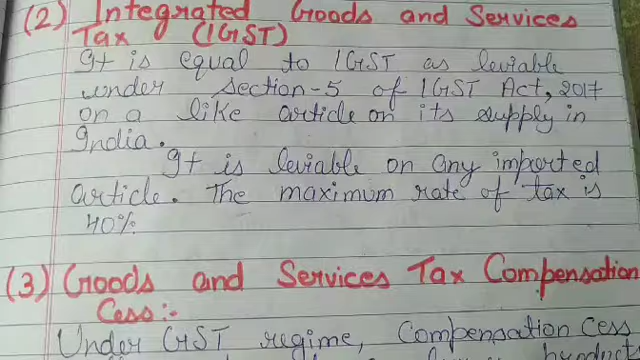 (2) Integrated Goods and Services
Tax (IGST)
It is equal to IGST as leviable
under Section-5 of IGST Act, 2017
on a like article on its supply in
India.
It is leviable on any imported
article. The maximum rate of tax is
40%.
(3) Goods and Services Tax Compensation
Cess:-
Under GST regime, Compensation Cess